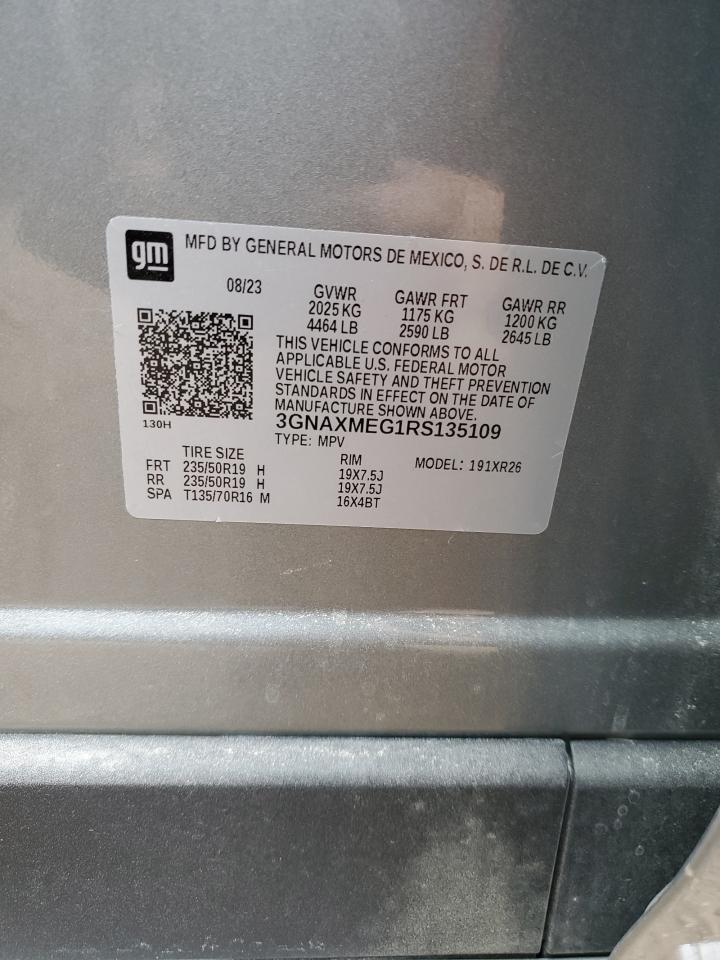 gm
MFD BY GENERAL MOTORS DE MEXICO, S. DE R.L. DE C.V.
08/23
GVWR GAWR FRT GAWR RR
2025 KG 1175 KG 1200 KG
4464 LB 2590 LB 2645 LB
THIS VEHICLE CONFORMS TO ALL
APPLICABLE U.S. FEDERAL MOTOR
VEHICLE SAFETY AND THEFT PREVENTION
STANDARDS IN EFFECT ON THE DATE OF
MANUFACTURE SHOWN ABOVE.
130H
3GNAXMEG1RS135109
TYPE: MPV
TIRE SIZE RIM MODEL: 191XR26
FRT 235/50R19 H 19X7.5J
RR 235/50R19 H 19X7.5J
SPA T135/70R16 M 16X4BT